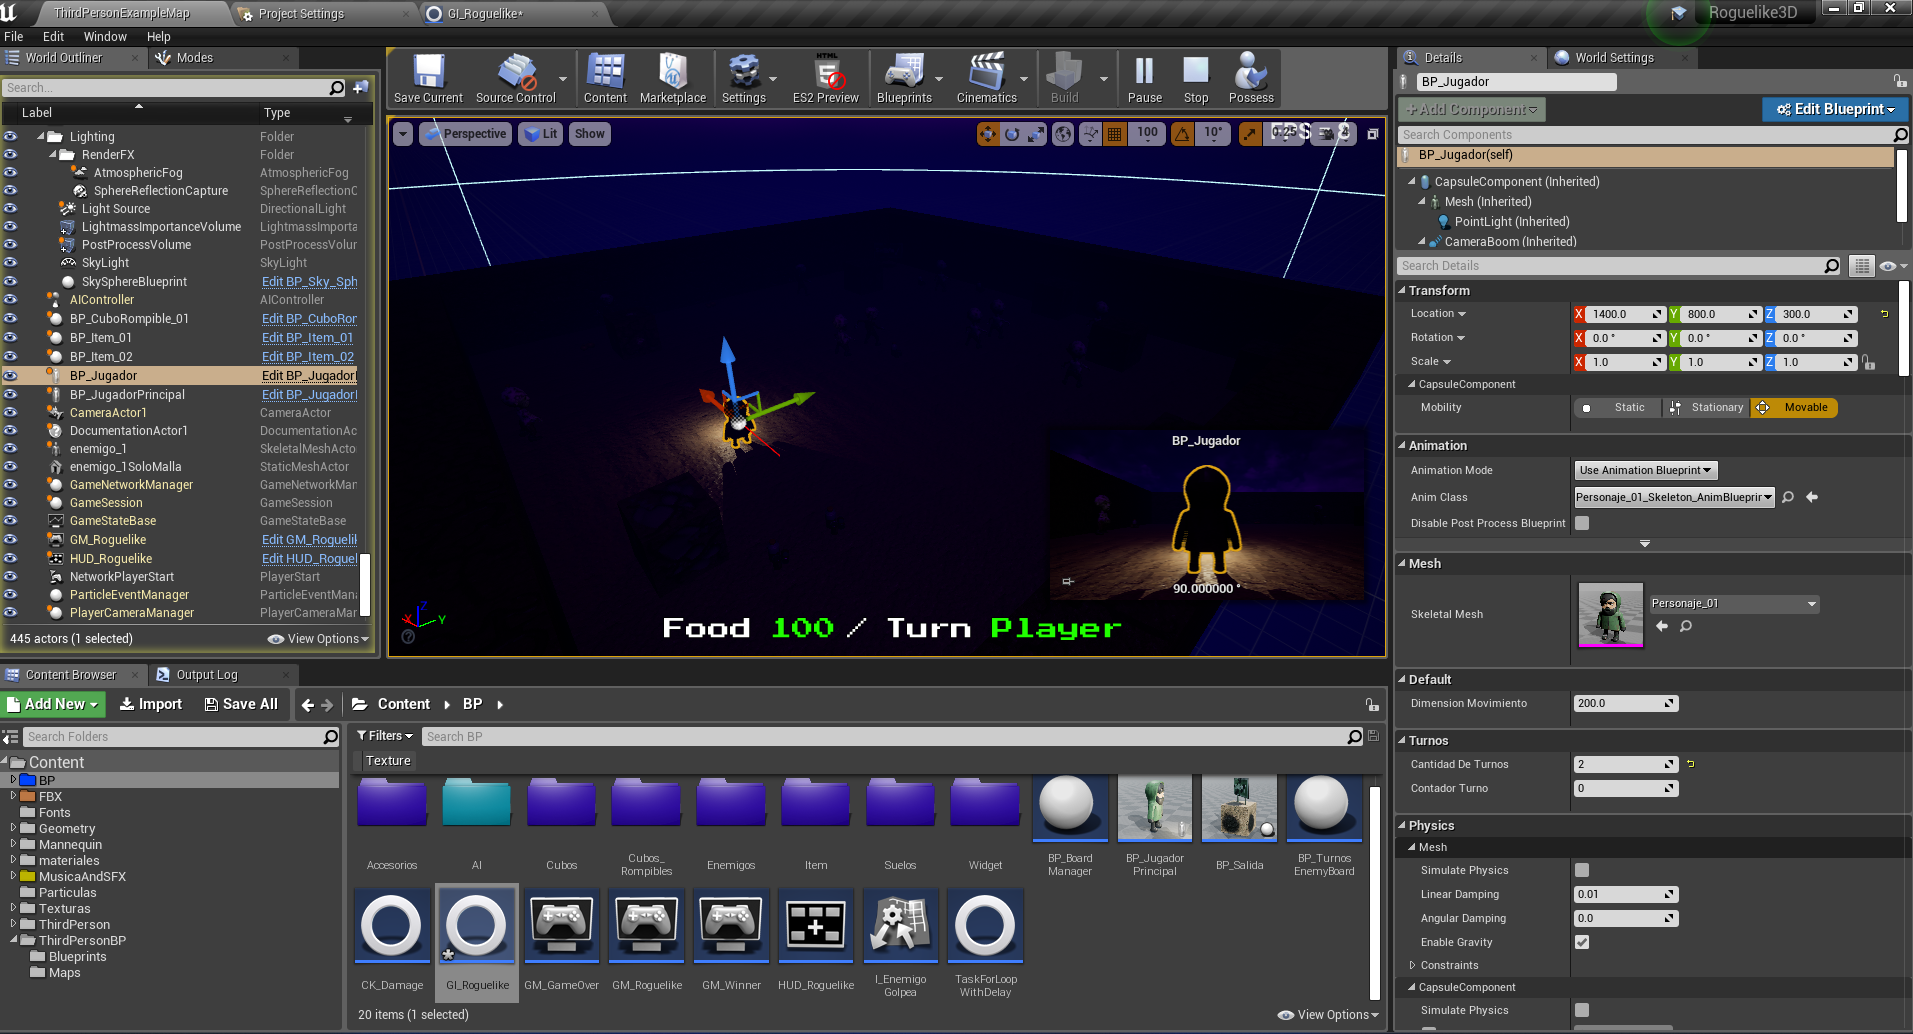 ThirdPersonExampleMap
Project Settings
GI_Roguelike*
Roguelike3D
File Edit Window Help
World Outliner
Modes
Search...
Label Type
Lighting Folder
RenderFX Folder
AtmosphericFog AtmosphericFog
SphereReflectionCapture SphereReflectionC
Light Source DirectionalLight
LightmassImportanceVolume LightmassImporta
PostProcessVolume PostProcessVolur
SkyLight SkyLight
SkySphereBlueprint Edit BP_Sky_Sph
AIController AIController
BP_CuboRompible_01 Edit BP_CuboRor
BP_Item_01 Edit BP_Item_01
BP_Item_02 Edit BP_Item_02
BP_Jugador Edit BP_Jugador
BP_JugadorPrincipal Edit BP_Jugador
CameraActor1 CameraActor
DocumentationActor1 DocumentationAc
enemigo_1 SkeletalMeshActo
enemigo_1SoloMalla StaticMeshActor
GameNetworkManager GameNetworkMar
GameSession GameSession
GameStateBase GameStateBase
GM_Roguelike Edit GM_Rogueli
HUD_Roguelike Edit HUD_Rogue
NetworkPlayerStart PlayerStart
ParticleEventManager ParticleEventMana
PlayerCameraManager PlayerCameraMar
445 actors (1 selected)
View Options
Save Current
Source Control
Content
Marketplace
Settings
HTML
ES2 Preview
Blueprints
Cinematics
Build
Pause
Stop
Possess
Perspective
Lit
Show
100
10°
0.25
4
BP_Jugador
90.000000 °
X Z Y
Food 100 / Turn Player
Content Browser
Output Log
Add New
Import
Save All
Content
BP
Search Folders
Filters
Search BP
Texture
Content
BP
FBX
Fonts
Geometry
Mannequin
materiales
MusicaAndSFX
Particulas
Texturas
ThirdPerson
ThirdPersonBP
Blueprints
Maps
Accesorios
AI
Cubos
Cubos_
Rompibles
Enemigos
Item
Suelos
Widget
BP_Board
Manager
BP_Jugador
Principal
BP_Salida
BP_Turnos
EnemyBoard
CK_Damage
GI_Roguelike
GM_GameOver
GM_Roguelike
GM_Winner
HUD_Roguelike
I_Enemigo
Golpea
TaskForLoop
WithDelay
20 items (1 selected)
View Options
Details
World Settings
BP_Jugador
Add Component
Edit Blueprint
Search Components
BP_Jugador(self)
CapsuleComponent (Inherited)
Mesh (Inherited)
PointLight (Inherited)
CameraBoom (Inherited)
Search Details
Transform
Location X 1400.0 Y 800.0 Z 300.0
Rotation X 0.0 ° Y 0.0 ° Z 0.0 °
Scale X 1.0 Y 1.0 Z 1.0
CapsuleComponent
Mobility Static Stationary Movable
Animation
Animation Mode Use Animation Blueprint
Anim Class Personaje_01_Skeleton_AnimBlueprir
Disable Post Process Blueprint
Mesh
Skeletal Mesh Personaje_01
Default
Dimension Movimiento 200.0
Turnos
Cantidad De Turnos 2
Contador Turno 0
Physics
Mesh
Simulate Physics
Linear Damping 0.01
Angular Damping 0.0
Enable Gravity
Constraints
CapsuleComponent
Simulate Physics